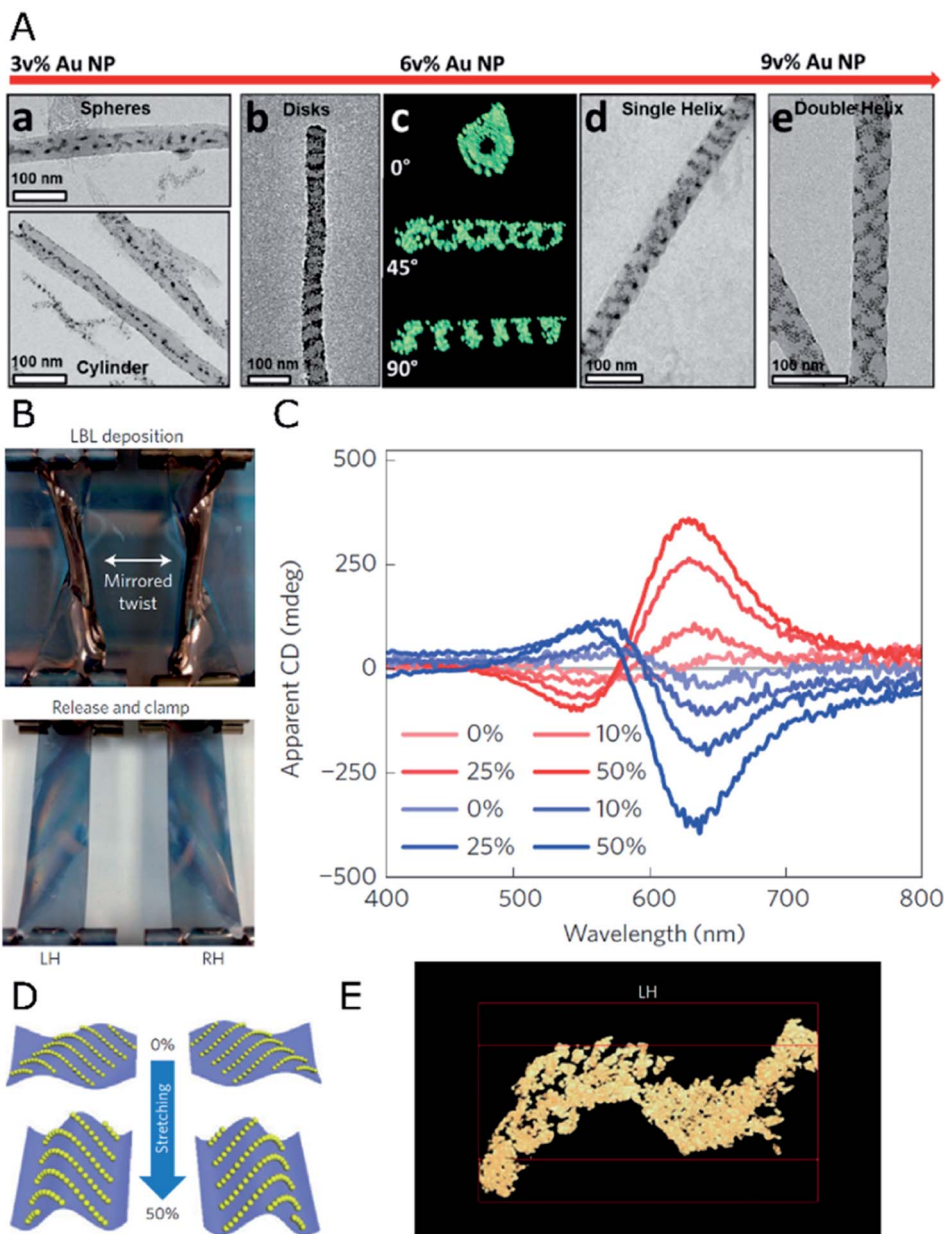 A
3v% Au NP 6v% Au NP 9v% Au NP
a Spheres
100 nm
Cylinder
100 nm
b Disks
100 nm
c
0°
45°
90°
d Single Helix
100 nm
e Double Helix
100 nm
B
LBL deposition
Mirrored
twist
Release and clamp
LH RH
C
Apparent CD (mdeg)
500
250
0
−250
−500
0% 10%
25% 50%
0% 10%
25% 50%
400 500 600 700 800
Wavelength (nm)
D
0%
Stretching
50%
E
LH